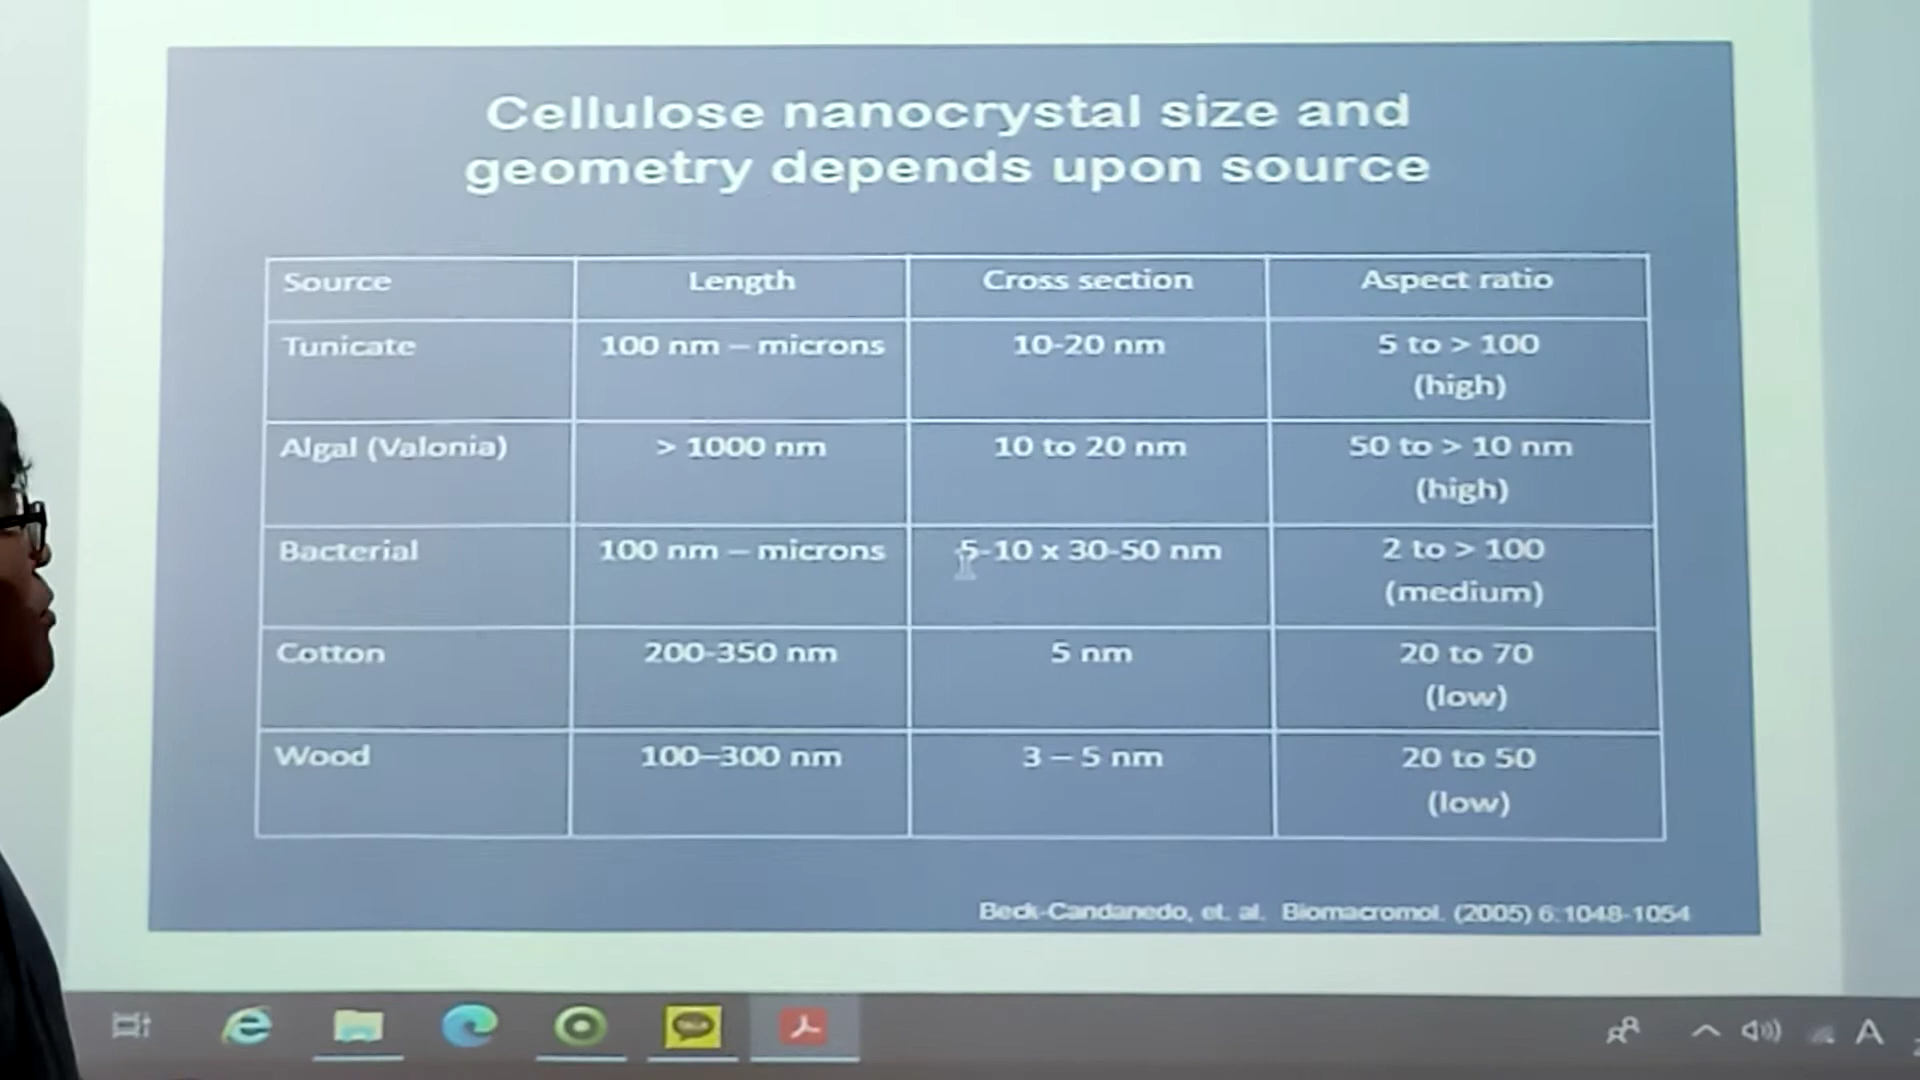 Cellulose nanocrystal size and
geometry depends upon source
Source Length Cross section Aspect ratio
Tunicate 100 nm – microns 10-20 nm 5 to > 100
(high)
Algal (Valonia) > 1000 nm 10 to 20 nm 50 to > 10 nm
(high)
Bacterial 100 nm – microns 5-10 x 30-50 nm 2 to > 100
(medium)
Cotton 200-350 nm 5 nm 20 to 70
(low)
Wood 100–300 nm 3 – 5 nm 20 to 50
(low)
Beck-Candanedo, et. al. Biomacromol. (2005) 6:1048-1054
A